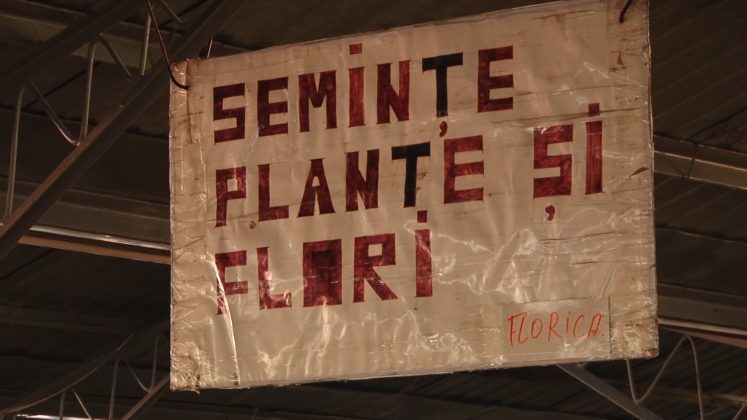 SEMINȚE
PLANTE ȘI
FLORI
FLORICA